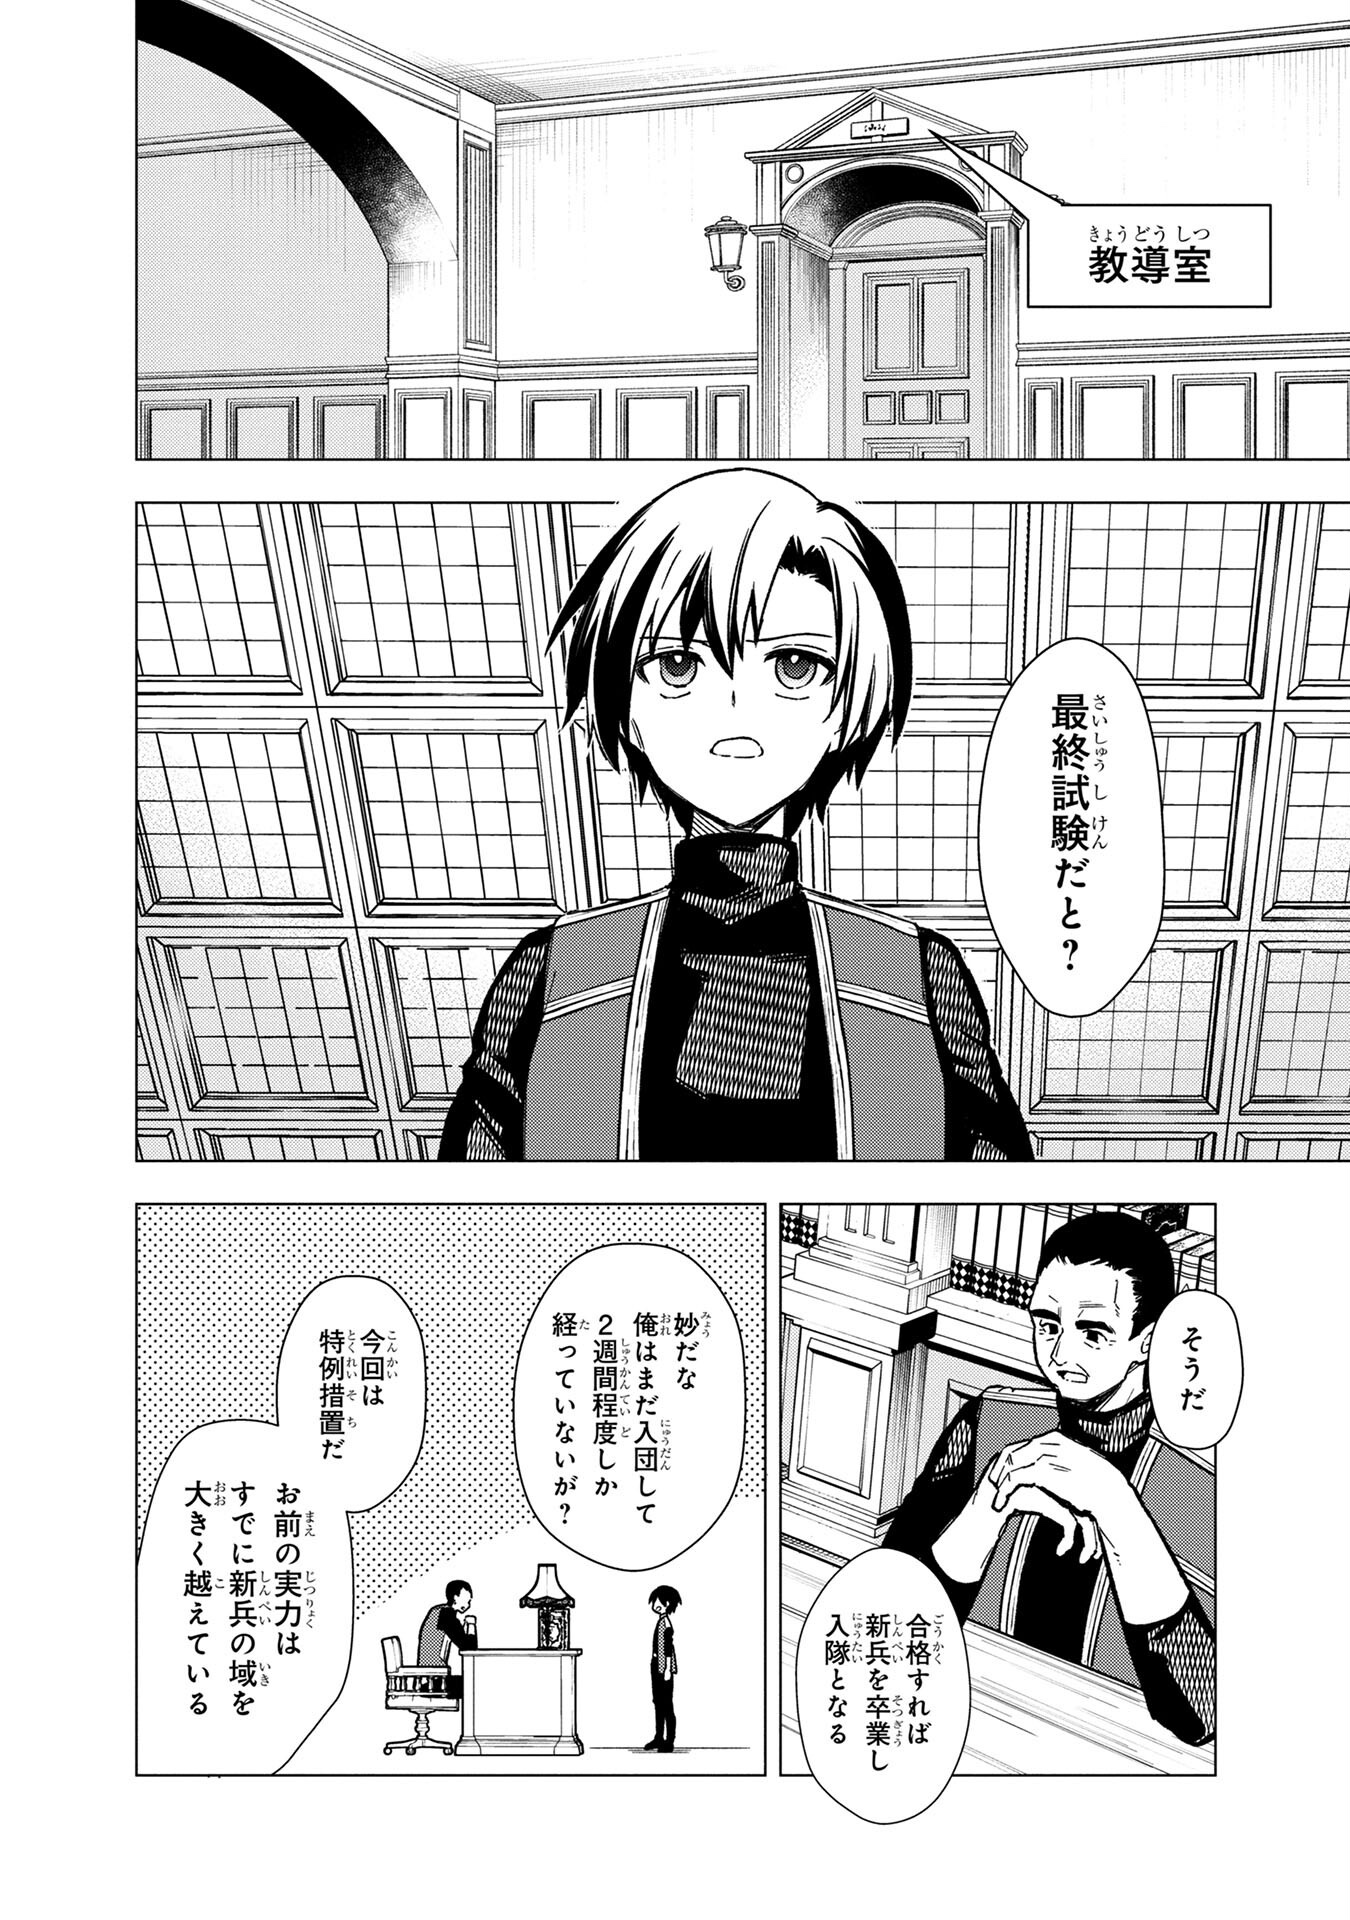 教導室
最終試験だと？
そうだ
合格すれば
新兵を卒業し
入隊となる
妙だな
俺はまだ入団して
2週間程度しか
経っていないが？
今回は
特例措置だ
お前の実力は
すでに新兵の域を
大きく越えている